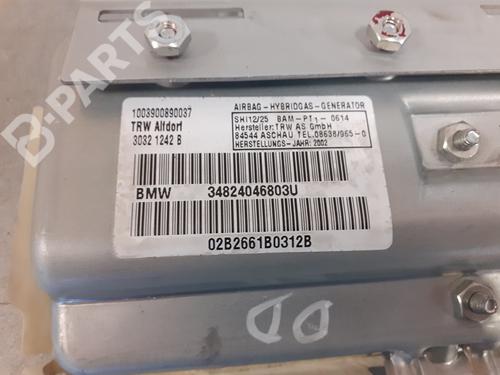 B-PARTS
1003900890037
TRW Alfdorf
3032 1242 B
AIRBAG-HYBRIDGAS-GENERATOR
SHI12/25 BAM-PT1-0614
Hersteller:TRW AS GmbH
84544 ASCHAU TEL.08638/965-0
HERSTELLUNGS-JAHR: 2002
BMW 34824046803U
02B2661B0312B